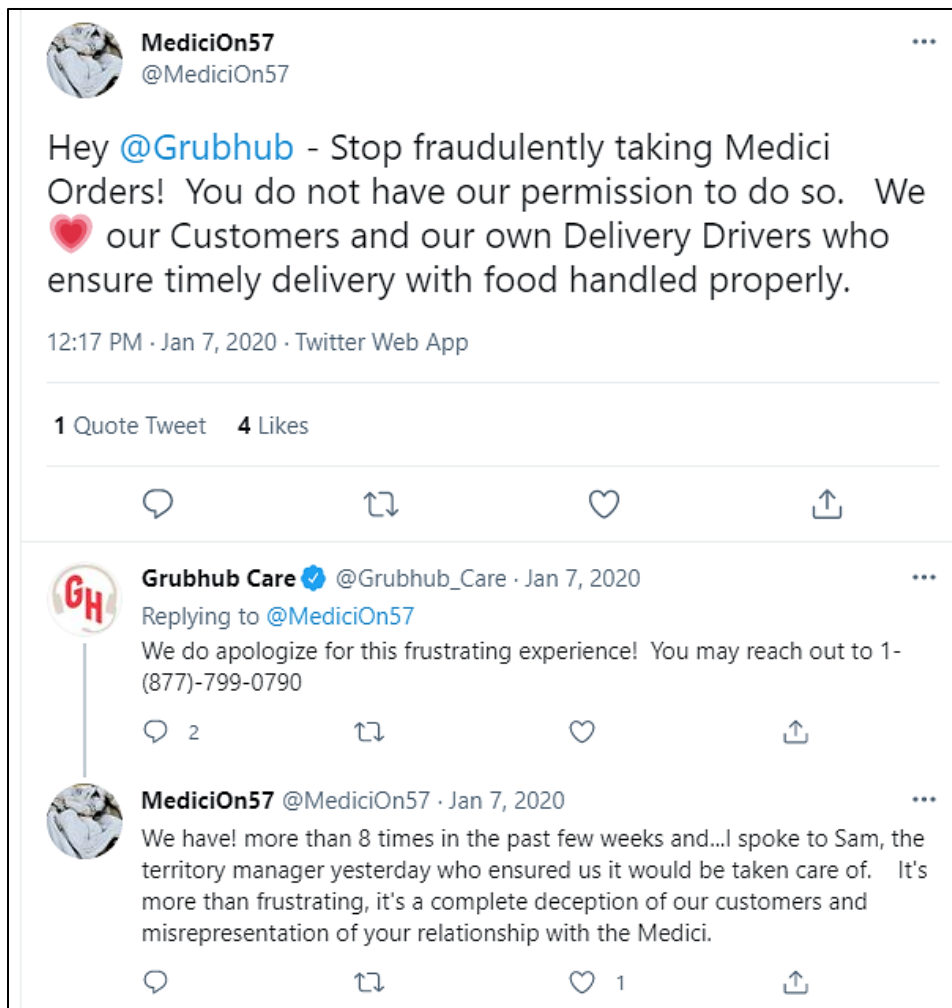 MediciOn57
@MediciOn57
Hey @Grubhub - Stop fraudulently taking Medici
Orders!  You do not have our permission to do so.   We
💗 our Customers and our own Delivery Drivers who
ensure timely delivery with food handled properly.
12:17 PM · Jan 7, 2020 · Twitter Web App
1 Quote Tweet   4 Likes
GH
Grubhub Care @Grubhub_Care · Jan 7, 2020
Replying to @MediciOn57
We do apologize for this frustrating experience!  You may reach out to 1-
(877)-799-0790
2
MediciOn57 @MediciOn57 · Jan 7, 2020
We have! more than 8 times in the past few weeks and...I spoke to Sam, the
territory manager yesterday who ensured us it would be taken care of.    It's
more than frustrating, it's a complete deception of our customers and
misrepresentation of your relationship with the Medici.
1